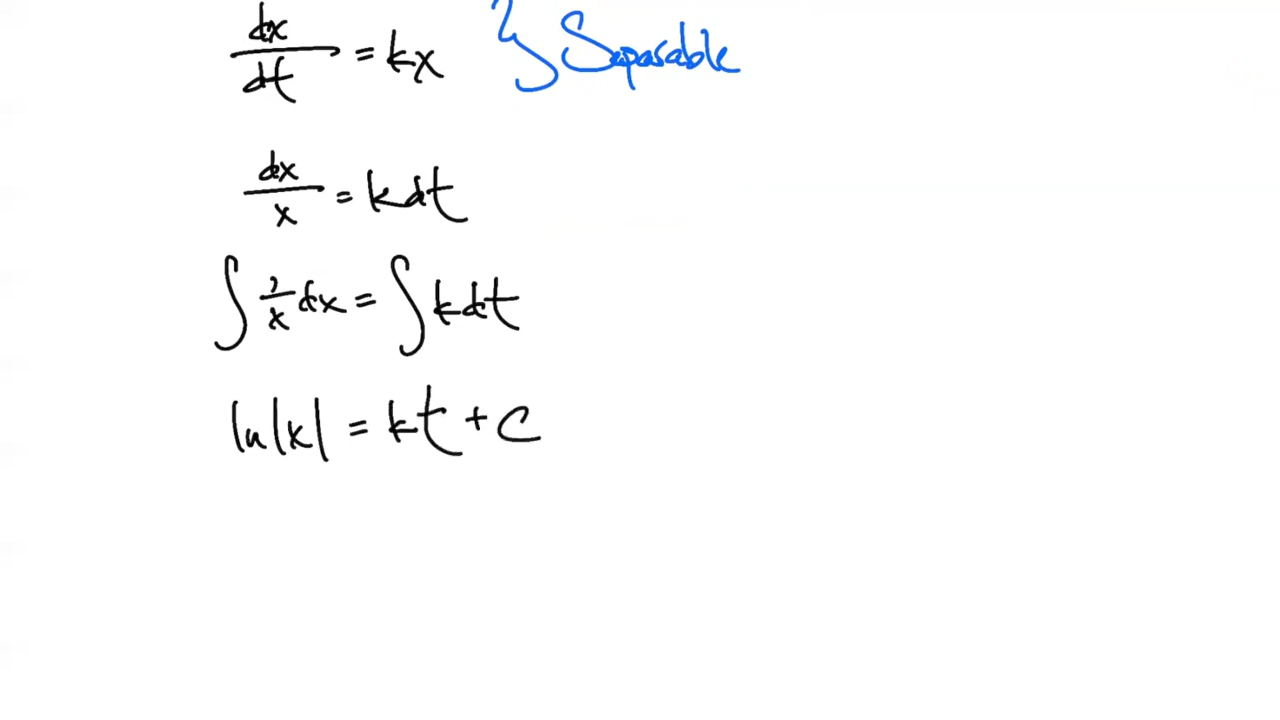 dx/dt = kx } Separable
dx/x = k dt
∫ 1/x dx = ∫ k dt
ln|x| = kt + C